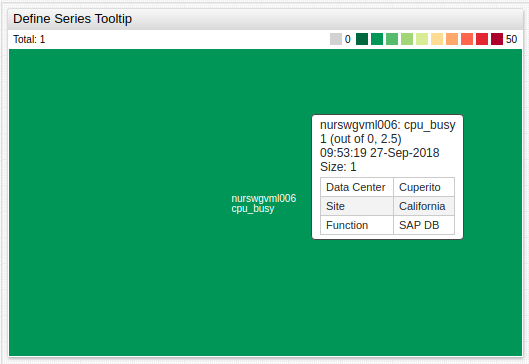 Define Series Tooltip
Total: 1
0
50
nurswgvml006: cpu_busy
1 (out of 0, 2.5)
09:53:19 27-Sep-2018
Size: 1
Data Center Cuperito
Site California
Function SAP DB
nurswgvml006
cpu_busy